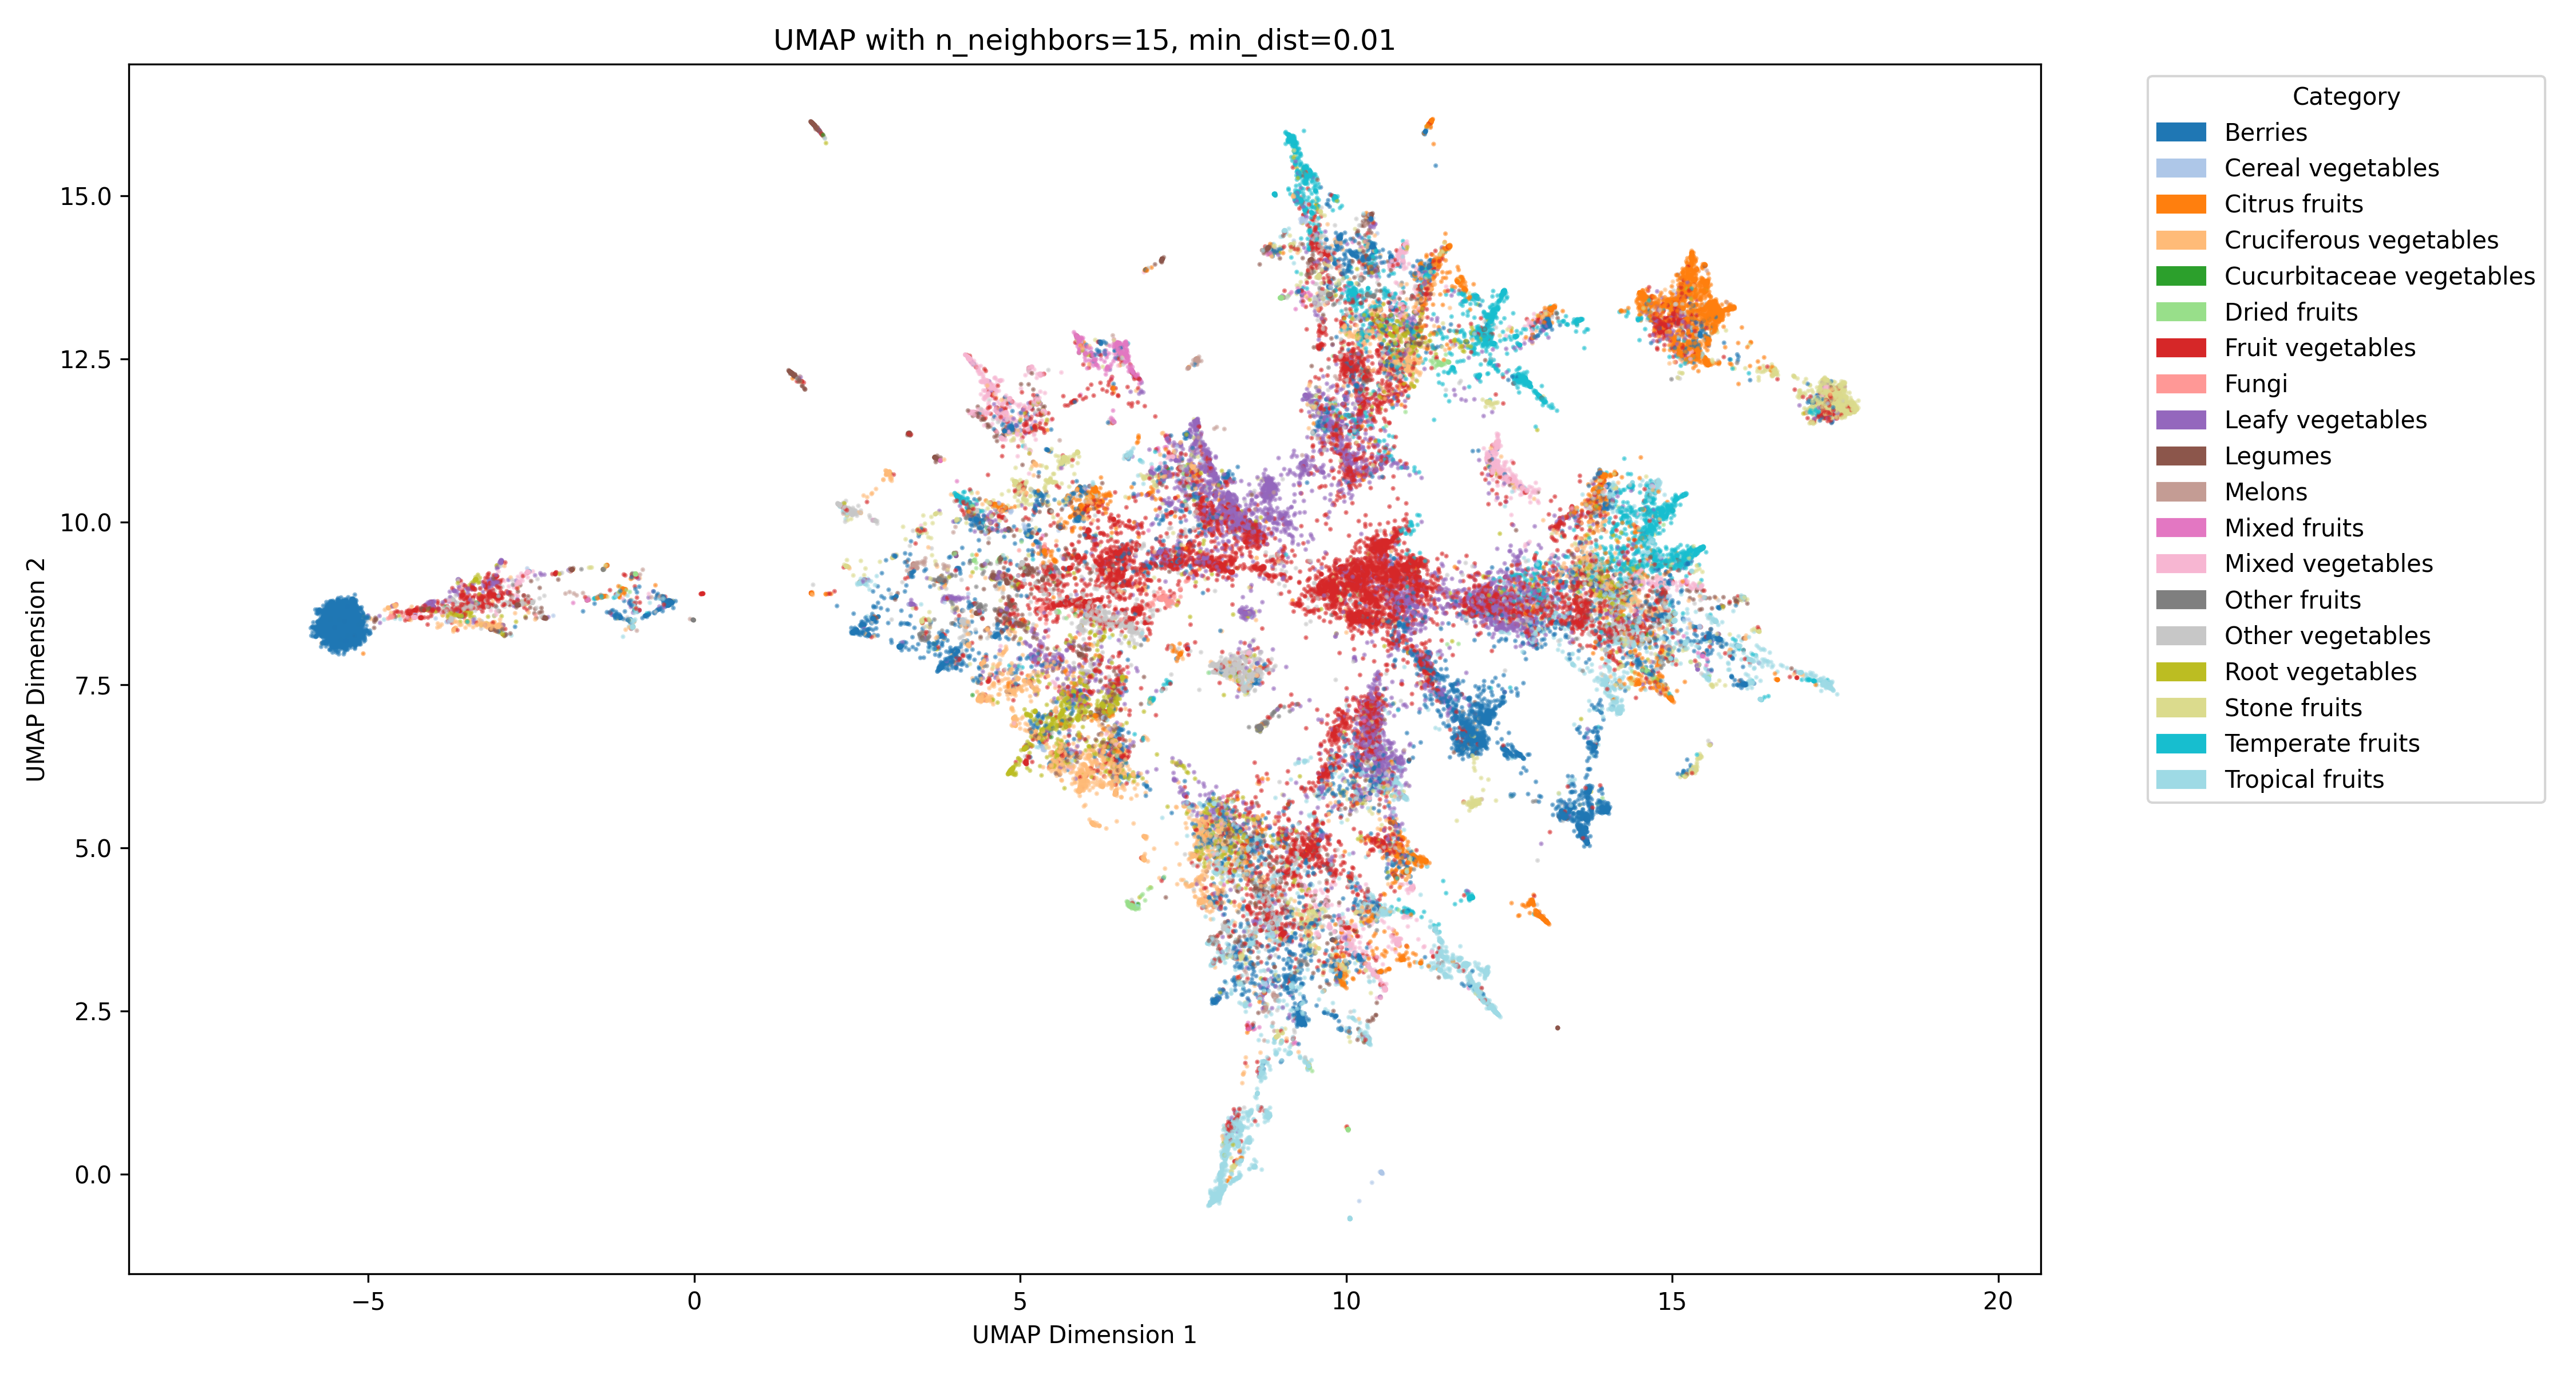 UMAP with n_neighbors=15, min_dist=0.01
Category
Berries
Cereal vegetables
Citrus fruits
Cruciferous vegetables
Cucurbitaceae vegetables
Dried fruits
Fruit vegetables
Fungi
Leafy vegetables
Legumes
Melons
Mixed fruits
Mixed vegetables
Other fruits
Other vegetables
Root vegetables
Stone fruits
Temperate fruits
Tropical fruits
UMAP Dimension 2
15.0
12.5
10.0
7.5
5.0
2.5
0.0
−5
0
5
10
15
20
UMAP Dimension 1